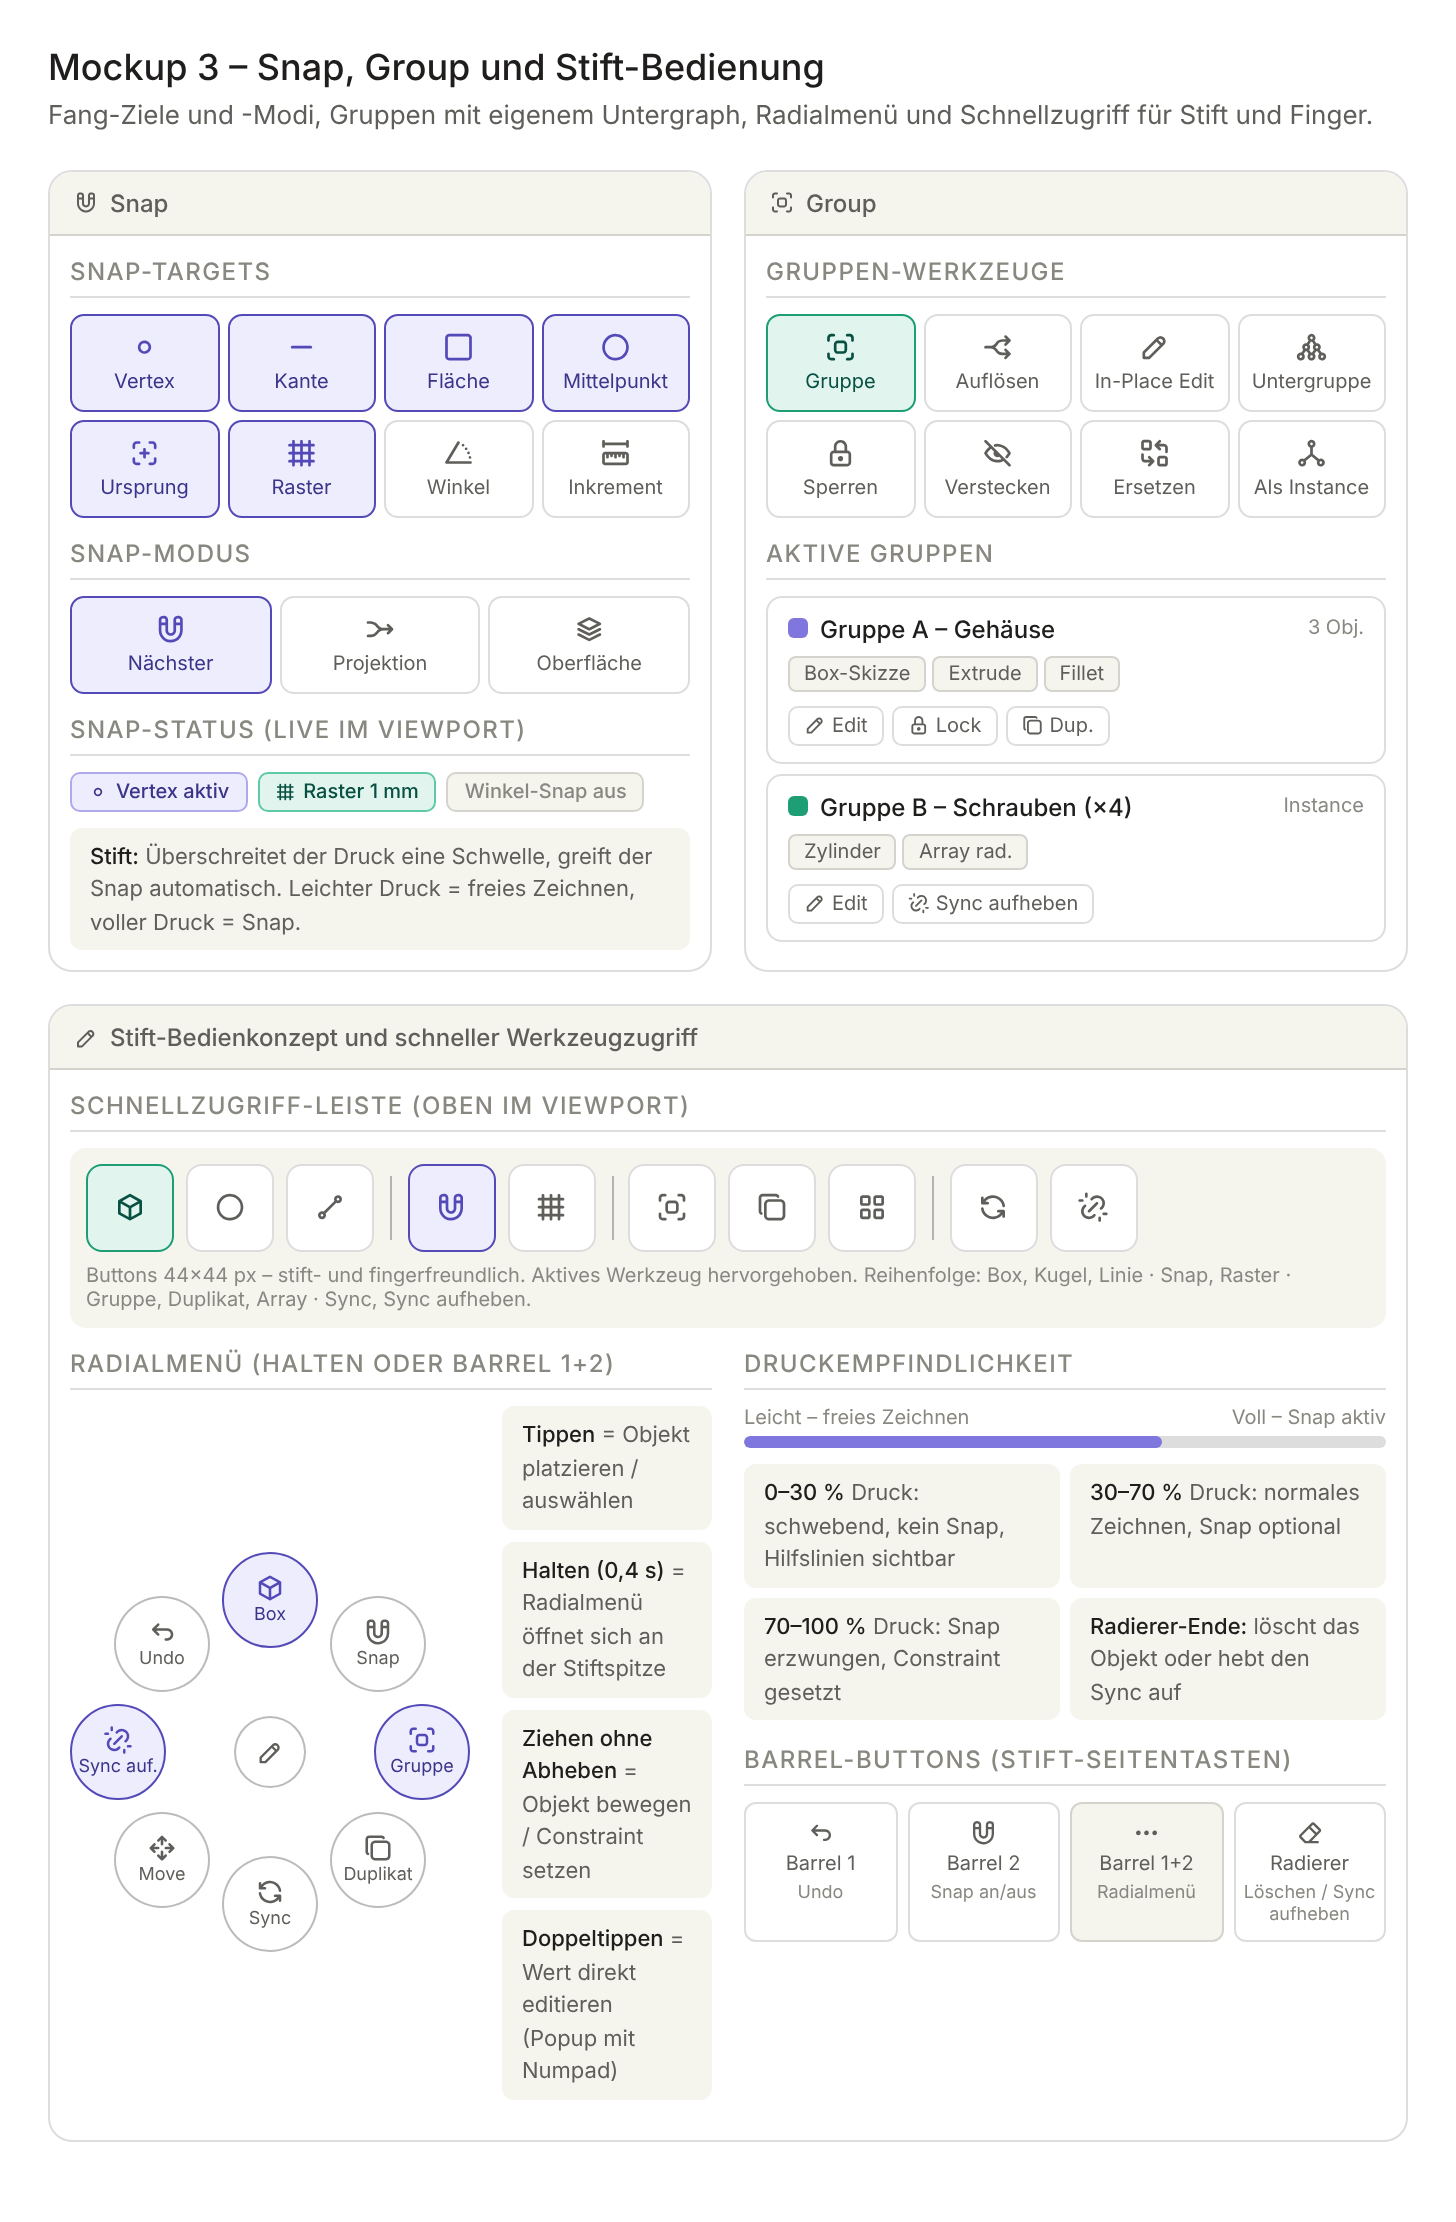 Mockup 3 – Snap, Group und Stift-Bedienung
Fang-Ziele und -Modi, Gruppen mit eigenem Untergraph, Radialmenü und Schnellzugriff für Stift und Finger.
Snap
SNAP-TARGETS
Vertex
Kante
Fläche
Mittelpunkt
Ursprung
Raster
Winkel
Inkrement
SNAP-MODUS
Nächster
Projektion
Oberfläche
SNAP-STATUS (LIVE IM VIEWPORT)
Vertex aktiv
Raster 1 mm
Winkel-Snap aus
Stift: Überschreitet der Druck eine Schwelle, greift der
Snap automatisch. Leichter Druck = freies Zeichnen,
voller Druck = Snap.
Group
GRUPPEN-WERKZEUGE
Gruppe
Auflösen
In-Place Edit
Untergruppe
Sperren
Verstecken
Ersetzen
Als Instance
AKTIVE GRUPPEN
Gruppe A – Gehäuse
3 Obj.
Box-Skizze
Extrude
Fillet
Edit
Lock
Dup.
Gruppe B – Schrauben (×4)
Instance
Zylinder
Array rad.
Edit
Sync aufheben
Stift-Bedienkonzept und schneller Werkzeugzugriff
SCHNELLZUGRIFF-LEISTE (OBEN IM VIEWPORT)
Buttons 44×44 px – stift- und fingerfreundlich. Aktives Werkzeug hervorgehoben. Reihenfolge: Box, Kugel, Linie · Snap, Raster ·
Gruppe, Duplikat, Array · Sync, Sync aufheben.
RADIALMENÜ (HALTEN ODER BARREL 1+2)
Box
Undo
Snap
Sync auf.
Gruppe
Move
Duplikat
Sync
Tippen = Objekt
platzieren /
auswählen
Halten (0,4 s) =
Radialmenü
öffnet sich an
der Stiftspitze
Ziehen ohne
Abheben =
Objekt bewegen
/ Constraint
setzen
Doppeltippen =
Wert direkt
editieren
(Popup mit
Numpad)
DRUCKEMPFINDLICHKEIT
Leicht – freies Zeichnen
Voll – Snap aktiv
0–30 % Druck:
schwebend, kein Snap,
Hilfslinien sichtbar
30–70 % Druck: normales
Zeichnen, Snap optional
70–100 % Druck: Snap
erzwungen, Constraint
gesetzt
Radierer-Ende: löscht das
Objekt oder hebt den
Sync auf
BARREL-BUTTONS (STIFT-SEITENTASTEN)
Barrel 1
Undo
Barrel 2
Snap an/aus
Barrel 1+2
Radialmenü
Radierer
Löschen / Sync
aufheben